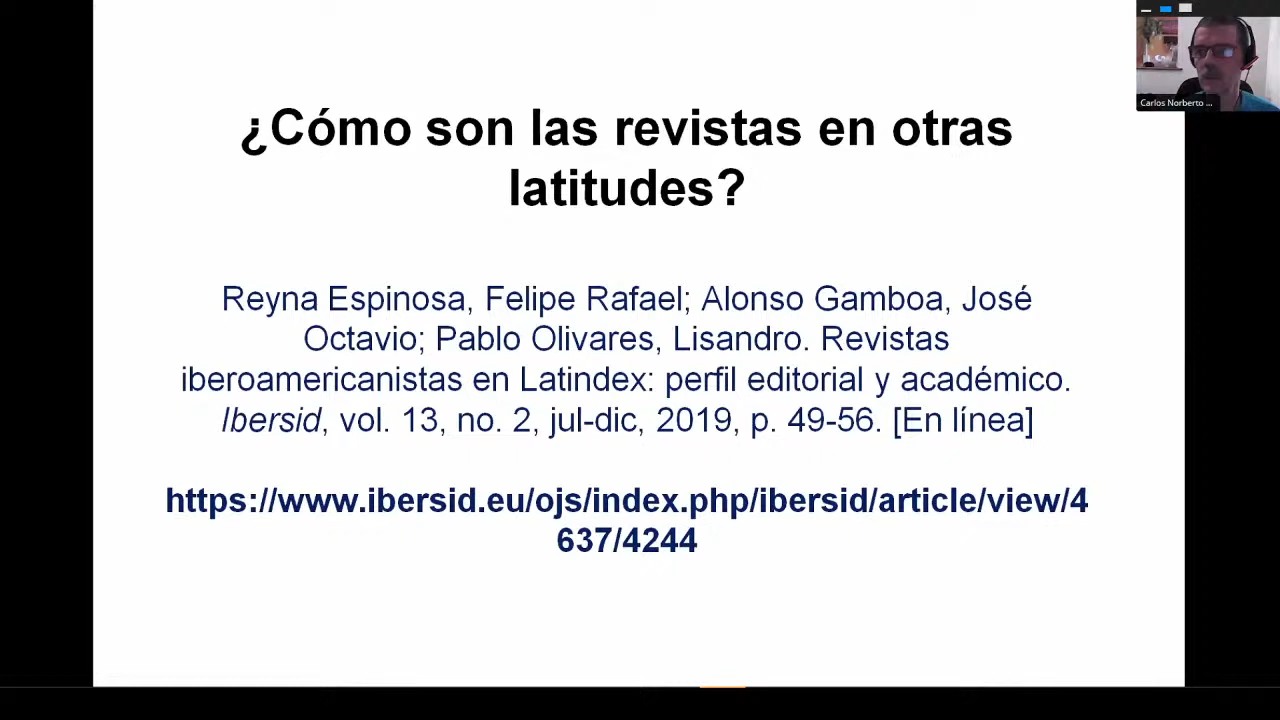 ¿Cómo son las revistas en otras
latitudes?
Reyna Espinosa, Felipe Rafael; Alonso Gamboa, José
Octavio; Pablo Olivares, Lisandro. Revistas
iberoamericanistas en Latindex: perfil editorial y académico.
Ibersid, vol. 13, no. 2, jul-dic, 2019, p. 49-56. [En línea]
https://www.ibersid.eu/ojs/index.php/ibersid/article/view/4
637/4244
Carlos Norberto ...